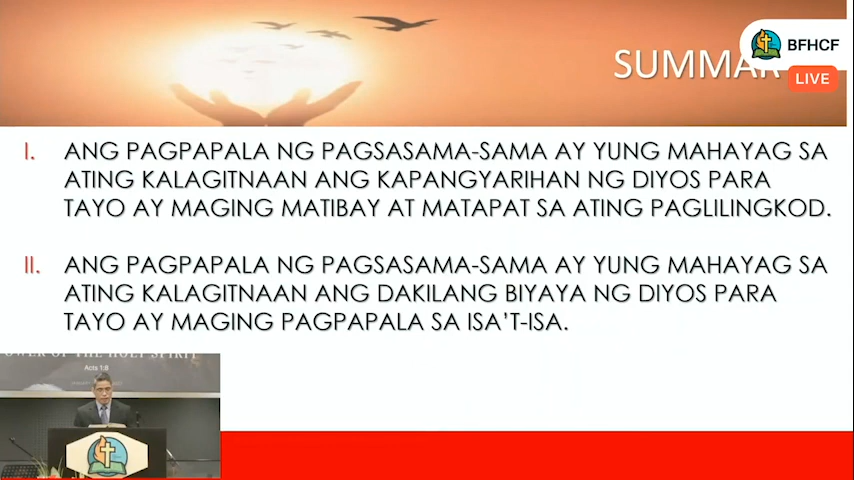 SUMMAR
BFHCF
LIVE
I. ANG PAGPAPALA NG PAGSASAMA-SAMA AY YUNG MAHAYAG SA
ATING KALAGITNAAN ANG KAPANGYARIHAN NG DIYOS PARA
TAYO AY MAGING MATIBAY AT MATAPAT SA ATING PAGLILINGKOD.
II. ANG PAGPAPALA NG PAGSASAMA-SAMA AY YUNG MAHAYAG SA
ATING KALAGITNAAN ANG DAKILANG BIYAYA NG DIYOS PARA
TAYO AY MAGING PAGPAPALA SA ISA'T-ISA.
POWER OF THE HOLY SPIRIT
Acts 1:8